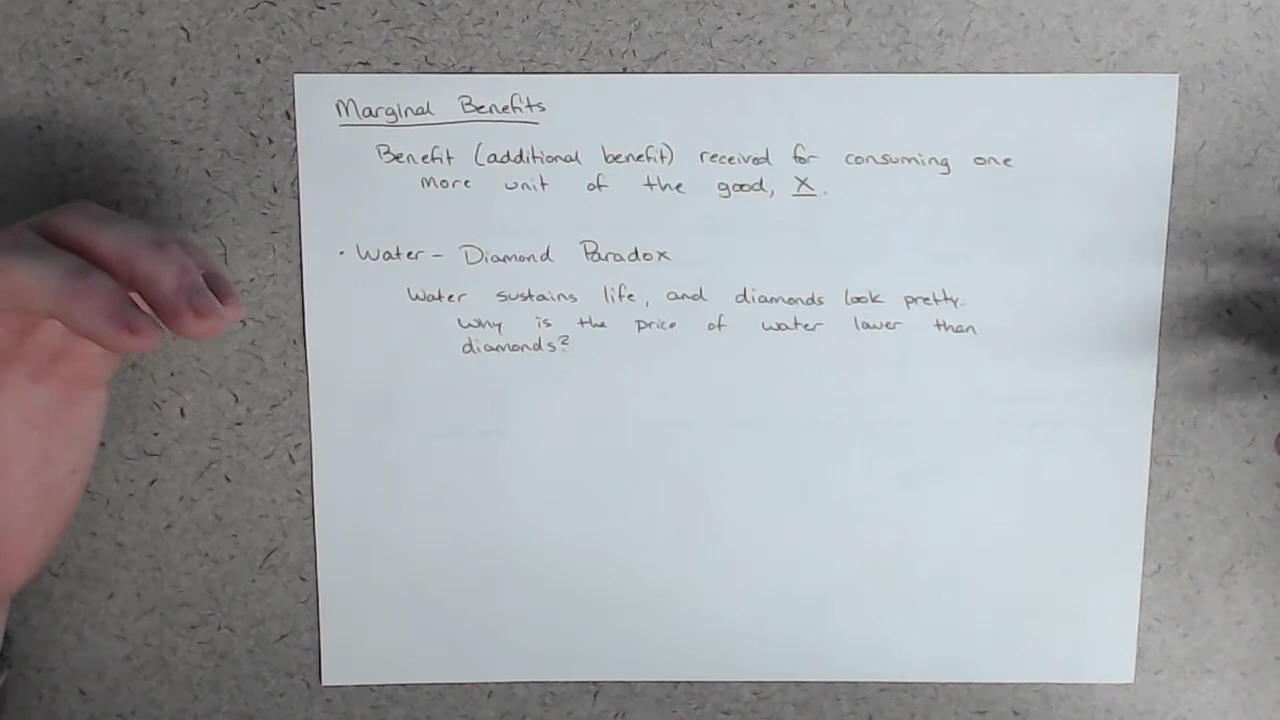 Marginal Benefits
Benefit (additional benefit) received for consuming one
more unit of the good, X.
· Water - Diamond Paradox
Water sustains life, and diamonds look pretty.
Why is the price of water lower than
diamonds?